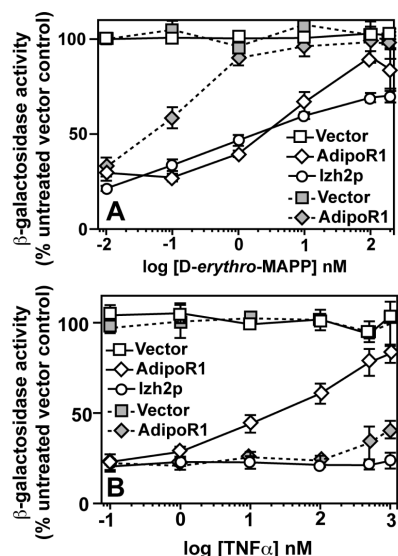 β-galactosidase activity
(% untreated vector control)
100
50
0
Vector
AdipoR1
Izh2p
Vector
AdipoR1
A
-2 -1 0 1 2
log [D-erythro-MAPP] nM
β-galactosidase activity
(% untreated vector control)
100
50
0
Vector
AdipoR1
Izh2p
Vector
AdipoR1
B
-1 0 1 2 3
log [TNFα] nM